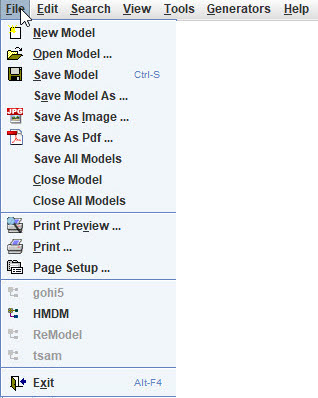 File Edit Search View Tools Generators Help
New Model
Open Model ...
Save Model Ctrl-S
Save Model As ...
JPG Save As Image ...
Save As Pdf ...
Save All Models
Close Model
Close All Models
Print Preview ...
Print ...
Page Setup ...
gohi5
HMDM
ReModel
tsam
Exit Alt-F4